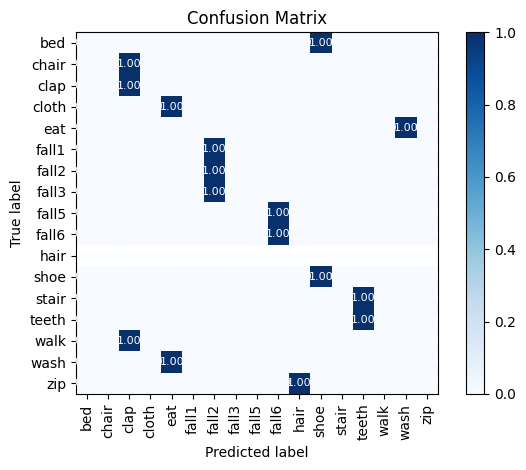 Confusion Matrix
True label
bed 1.00
chair 1.00
clap 1.00
cloth 1.00
eat 1.00
fall1 1.00
fall2 1.00
fall3 1.00
fall5 1.00
fall6 1.00
hair
shoe 1.00
stair 1.00
teeth 1.00
walk 1.00
wash 1.00
zip 1.00
bed chair clap cloth eat fall1 fall2 fall3 fall5 fall6 hair shoe stair teeth walk wash zip
Predicted label
1.0
0.8
0.6
0.4
0.2
0.0